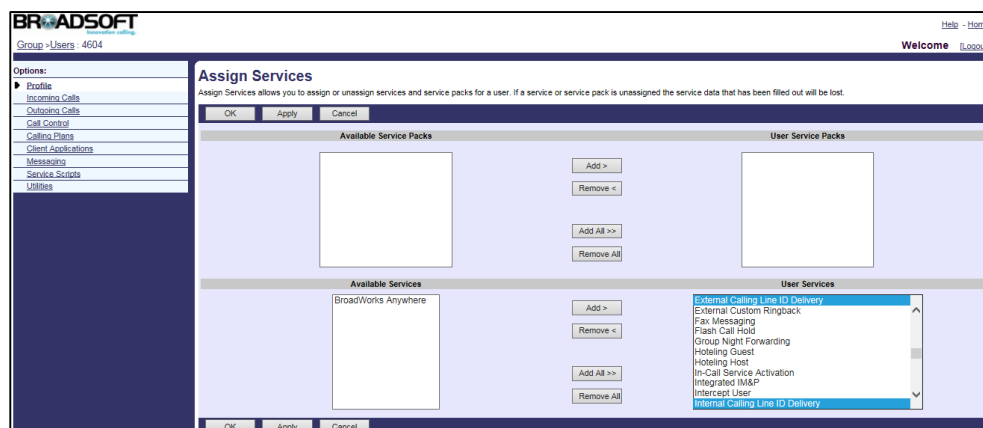 BROADSOFT
innovation calling.
Help - Hom
Group >Users : 4604
Welcome [Logou
Options:
Profile
Incoming Calls
Outgoing Calls
Call Control
Calling Plans
Client Applications
Messaging
Service Scripts
Utilities
Assign Services
Assign Services allows you to assign or unassign services and service packs for a user. If a service or service pack is unassigned the service data that has been filled out will be lost.
OK Apply Cancel
Available Service Packs User Service Packs
Add >
Remove <
Add All >>
Remove All
Available Services User Services
BroadWorks Anywhere
Add >
Remove <
Add All >>
Remove All
External Calling Line ID Delivery
External Custom Ringback
Fax Messaging
Flash Call Hold
Group Night Forwarding
Hoteling Guest
Hoteling Host
In-Call Service Activation
Integrated IM&P
Intercept User
Internal Calling Line ID Delivery
OK Apply Cancel